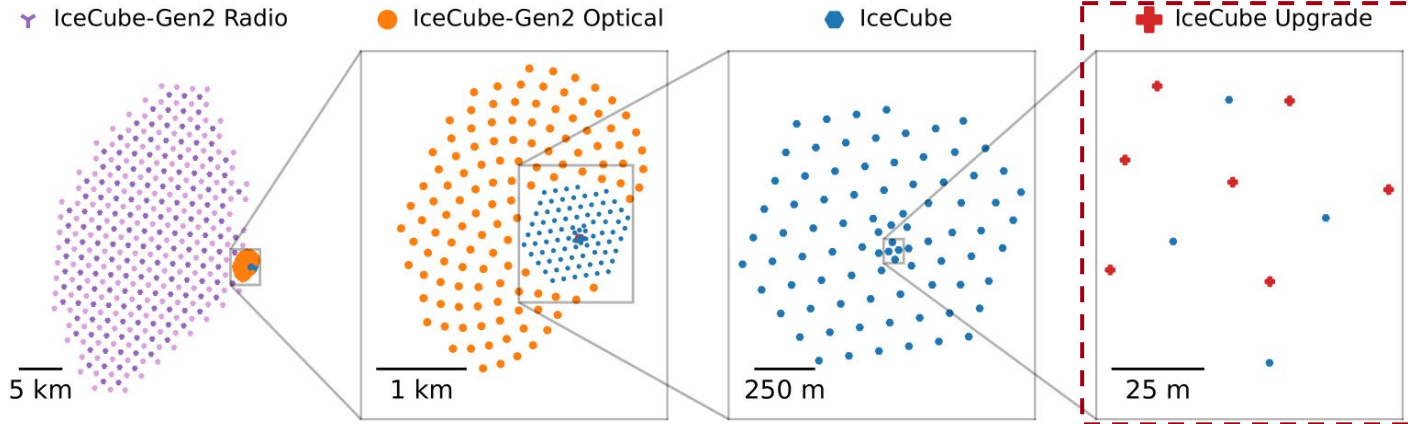 IceCube-Gen2 Radio
IceCube-Gen2 Optical
IceCube
IceCube Upgrade
5 km
1 km
250 m
25 m